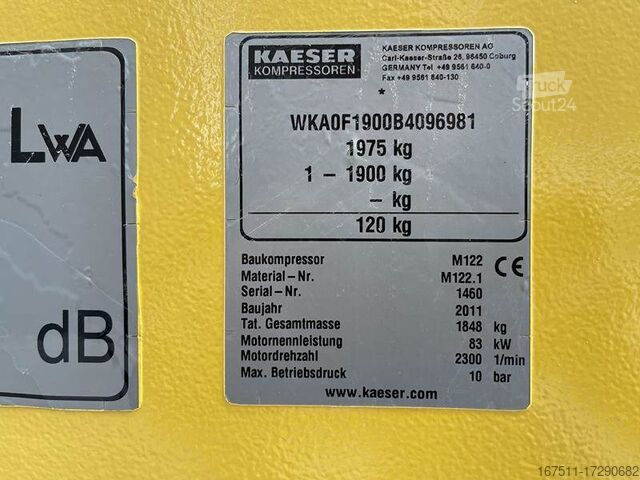 LWA
dB
KAESER
KOMPRESSOREN
KAESER KOMPRESSOREN AG
Carl-Kaeser-Straße 26, 96450 Coburg
GERMANY Tel +49 9561 640-0
Fax +49 9561 640-130
*
WKA0F1900B4096981
1975 kg
1 – 1900 kg
– kg
120 kg
Baukompressor M122
Material–Nr. M122.1
Serial–Nr. 1460
Baujahr 2011
Tat. Gesamtmasse 1848 kg
Motornennleistung 83 kW
Motordrehzahl 2300 1/min
Max. Betriebsdruck 10 bar
CE
www.kaeser.com
Truck
Scout24
167511-17290682